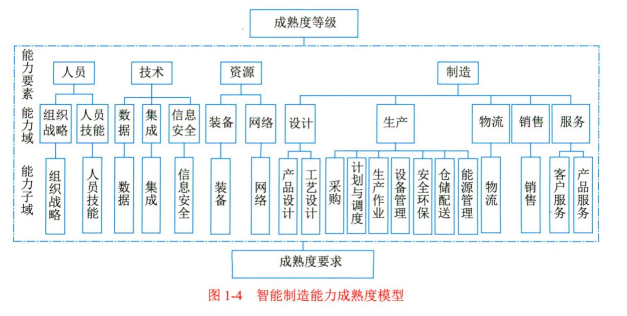 成熟度等级
能力要素
人员
技术
资源
制造
能力域
组织战略
人员技能
数据
集成
信息安全
装备
网络
设计
生产
物流
销售
服务
能力子域
组织战略
人员技能
数据
集成
信息安全
装备
网络
产品设计
工艺设计
采购
计划与调度
生产作业
设备管理
安全环保
仓储配送
能源管理
物流
销售
客户服务
产品服务
成熟度要求
图 1-4 智能制造能力成熟度模型